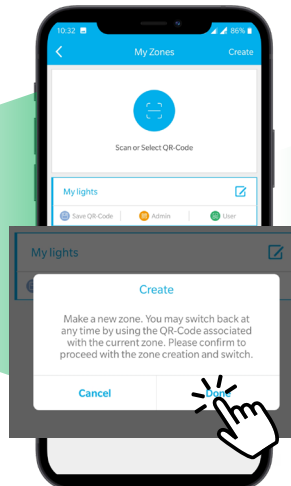 10:32 86%
My Zones Create
Scan or Select QR-Code
My lights
Save QR-Code Admin User
My lights
Create
Make a new zone. You may switch back at
any time by using the QR-Code associated
with the current zone. Please confirm to
proceed with the zone creation and switch.
Cancel Done